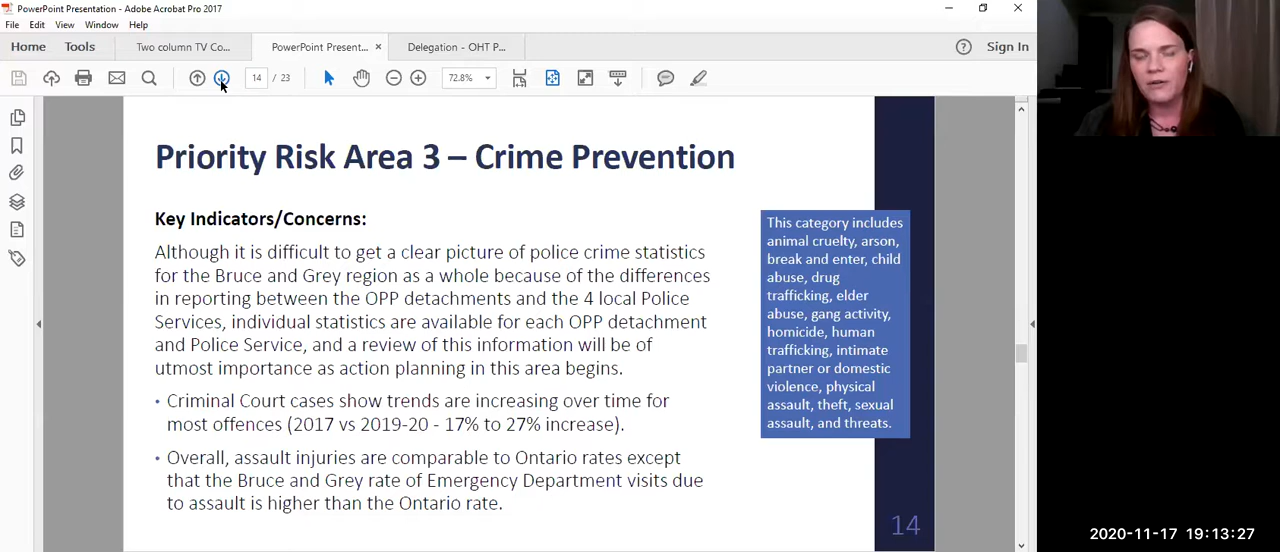 PowerPoint Presentation - Adobe Acrobat Pro 2017
File Edit View Window Help
Home Tools Two column TV Co... PowerPoint Present... × Delegation - OHT P... Sign In
14 / 23 72.8%
Priority Risk Area 3 – Crime Prevention
Key Indicators/Concerns:
Although it is difficult to get a clear picture of police crime statistics
for the Bruce and Grey region as a whole because of the differences
in reporting between the OPP detachments and the 4 local Police
Services, individual statistics are available for each OPP detachment
and Police Service, and a review of this information will be of
utmost importance as action planning in this area begins.
• Criminal Court cases show trends are increasing over time for
most offences (2017 vs 2019-20 - 17% to 27% increase).
• Overall, assault injuries are comparable to Ontario rates except
that the Bruce and Grey rate of Emergency Department visits due
to assault is higher than the Ontario rate.
This category includes
animal cruelty, arson,
break and enter, child
abuse, drug
trafficking, elder
abuse, gang activity,
homicide, human
trafficking, intimate
partner or domestic
violence, physical
assault, theft, sexual
assault, and threats.
14
2020-11-17 19:13:27